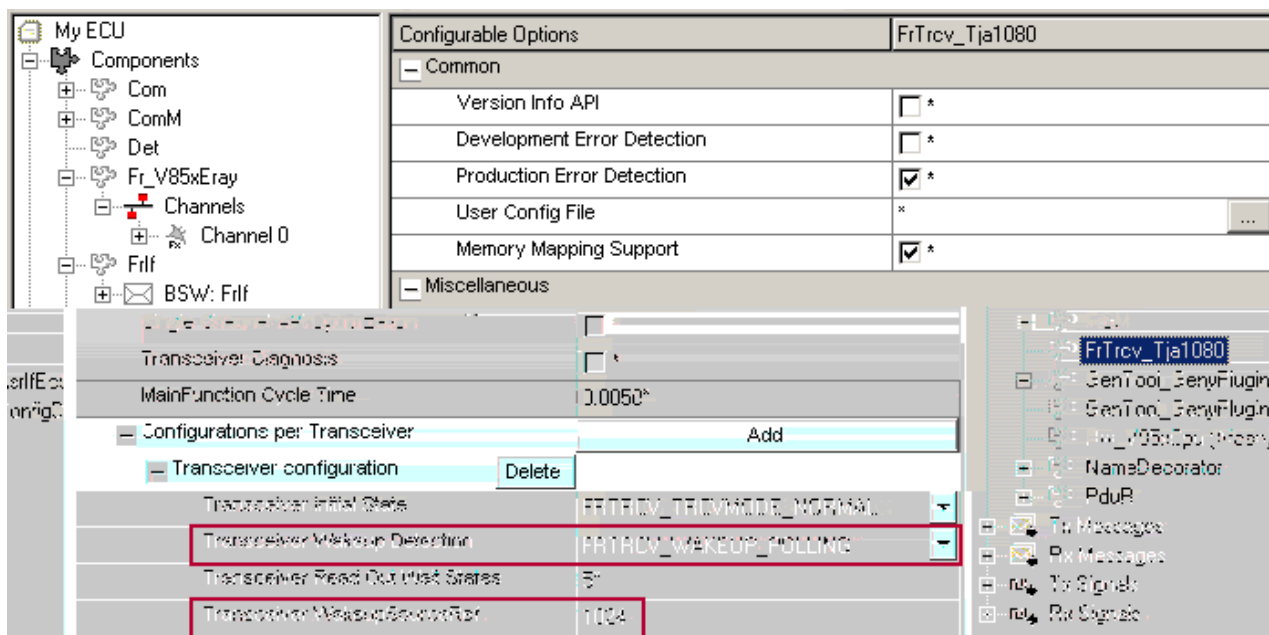 My ECU
Components
Com
ComM
Det
Fr_V85xEray
Channels
Channel 0
FrIf
BSW: FrIf
Configurable Options FrTrcv_Tja1080
Common
Version Info API *
Development Error Detection *
Production Error Detection *
User Config File * ...
Memory Mapping Support *
Miscellaneous
Transceiver Diagnosis *
MainFunction Cycle Time 0.0050*
Configurations per Transceiver Add
Transceiver configuration Delete
Transceiver Initial State FRTRCV_TRCVMODE_NORMAL
Transceiver Wakeup Detection FRTRCV_WAKEUP_POLLING
Transceiver Read Out Wait States
Transceiver WakeupSourceRef 1024
FrTrcv_Tja1080
GenTool_GenyPlugin
GenTool_GenyPlugin
NameDecorator
PduR
Tx Messages
Rx Messages
Tx Signals
Rx Signals